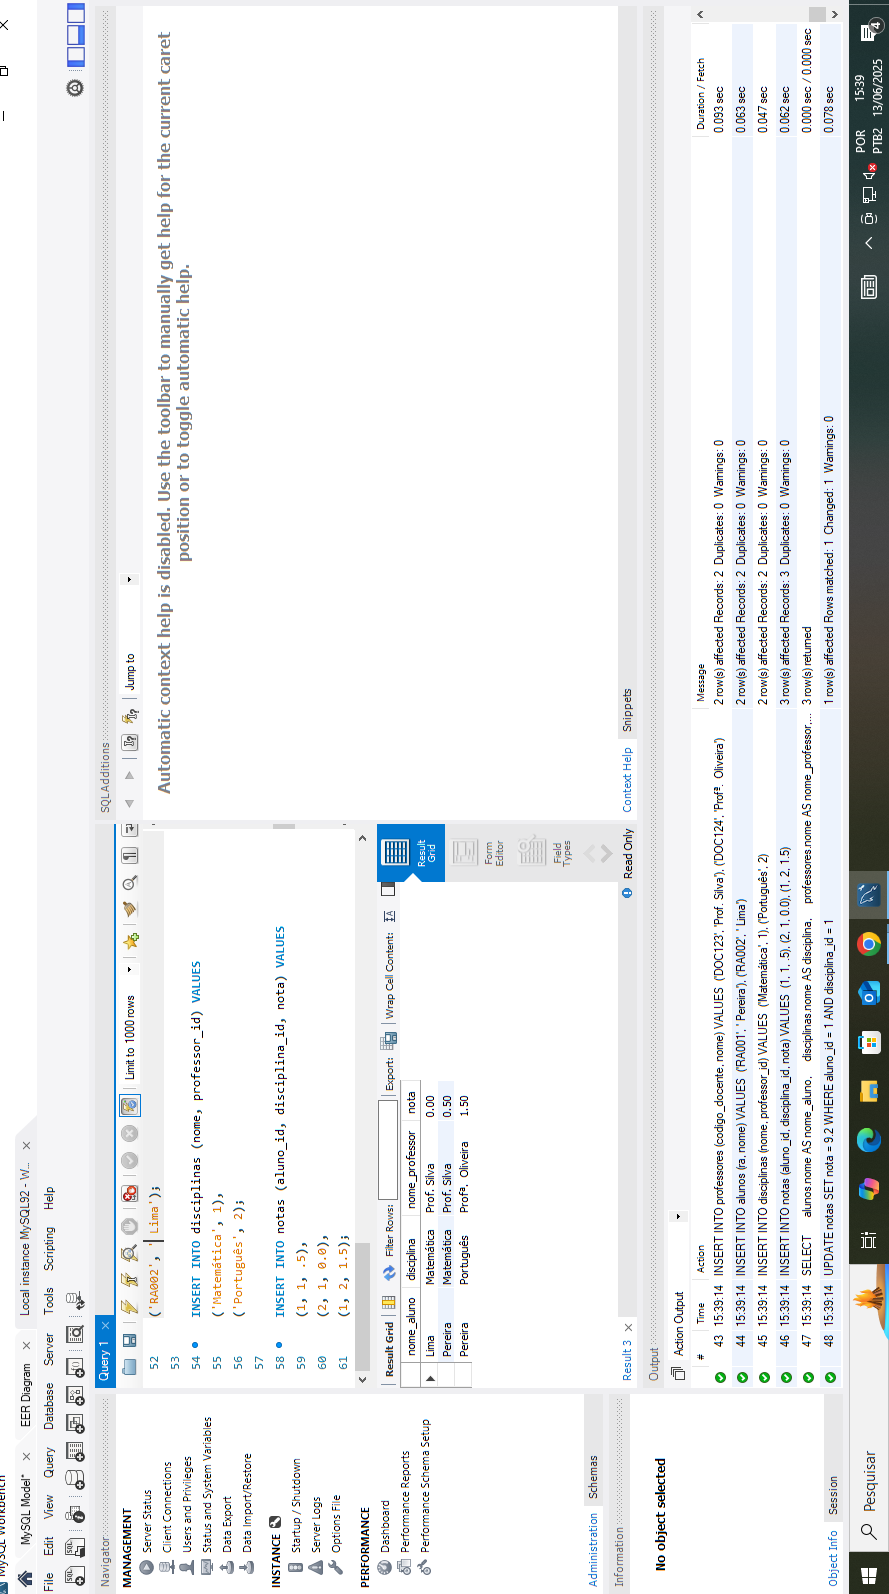 MySQL Workbench
MySQL Model*
EER Diagram
Local instance MySQL92 - W...
File Edit View Query Database Server Tools Scripting Help
Navigator
MANAGEMENT
Server Status
Client Connections
Users and Privileges
Status and System Variables
Data Export
Data Import/Restore
INSTANCE
Startup / Shutdown
Server Logs
Options File
PERFORMANCE
Dashboard
Performance Reports
Performance Schema Setup
Administration Schemas
Information
No object selected
Object Info Session
Query 1
Limit to 1000 rows
52 ('RA002', ' Lima');
53
54 INSERT INTO disciplinas (nome, professor_id) VALUES
55 ('Matemática', 1),
56 ('Português', 2);
57
58 INSERT INTO notas (aluno_id, disciplina_id, nota) VALUES
59 (1, 1, .5),
60 (2, 1, 0.0),
61 (1, 2, 1.5);
Result Grid Filter Rows: Export: Wrap Cell Content:
nome_aluno disciplina nome_professor nota
Lima Matemática Prof. Silva 0.00
Pereira Matemática Prof. Silva 0.50
Pereira Português Profª. Oliveira 1.50
Result Grid
Form Editor
Field Types
Result 3
Read Only
SQLAdditions
Jump to
Automatic context help is disabled. Use the toolbar to manually get help for the current caret
position or to toggle automatic help.
Context Help Snippets
Output
Action Output
# Time Action Message Duration / Fetch
43 15:39:14 INSERT INTO professores (codigo_docente, nome) VALUES ('DOC123', 'Prof. Silva'), ('DOC124', 'Profª. Oliveira') 2 row(s) affected Records: 2 Duplicates: 0 Warnings: 0 0.093 sec
44 15:39:14 INSERT INTO alunos (ra, nome) VALUES ('RA001', ' Pereira'), ('RA002', ' Lima') 2 row(s) affected Records: 2 Duplicates: 0 Warnings: 0 0.063 sec
45 15:39:14 INSERT INTO disciplinas (nome, professor_id) VALUES ('Matemática', 1), ('Português', 2) 2 row(s) affected Records: 2 Duplicates: 0 Warnings: 0 0.047 sec
46 15:39:14 INSERT INTO notas (aluno_id, disciplina_id, nota) VALUES (1, 1, .5), (2, 1, 0.0), (1, 2, 1.5) 3 row(s) affected Records: 3 Duplicates: 0 Warnings: 0 0.062 sec
47 15:39:14 SELECT alunos.nome AS nome_aluno, disciplinas.nome AS disciplina, professores.nome AS nome_professor,... 3 row(s) returned 0.000 sec / 0.000 sec
48 15:39:14 UPDATE notas SET nota = 9.2 WHERE aluno_id = 1 AND disciplina_id = 1 1 row(s) affected Rows matched: 1 Changed: 1 Warnings: 0 0.078 sec
Pesquisar
POR
PTB2
15:39
13/06/2025
4